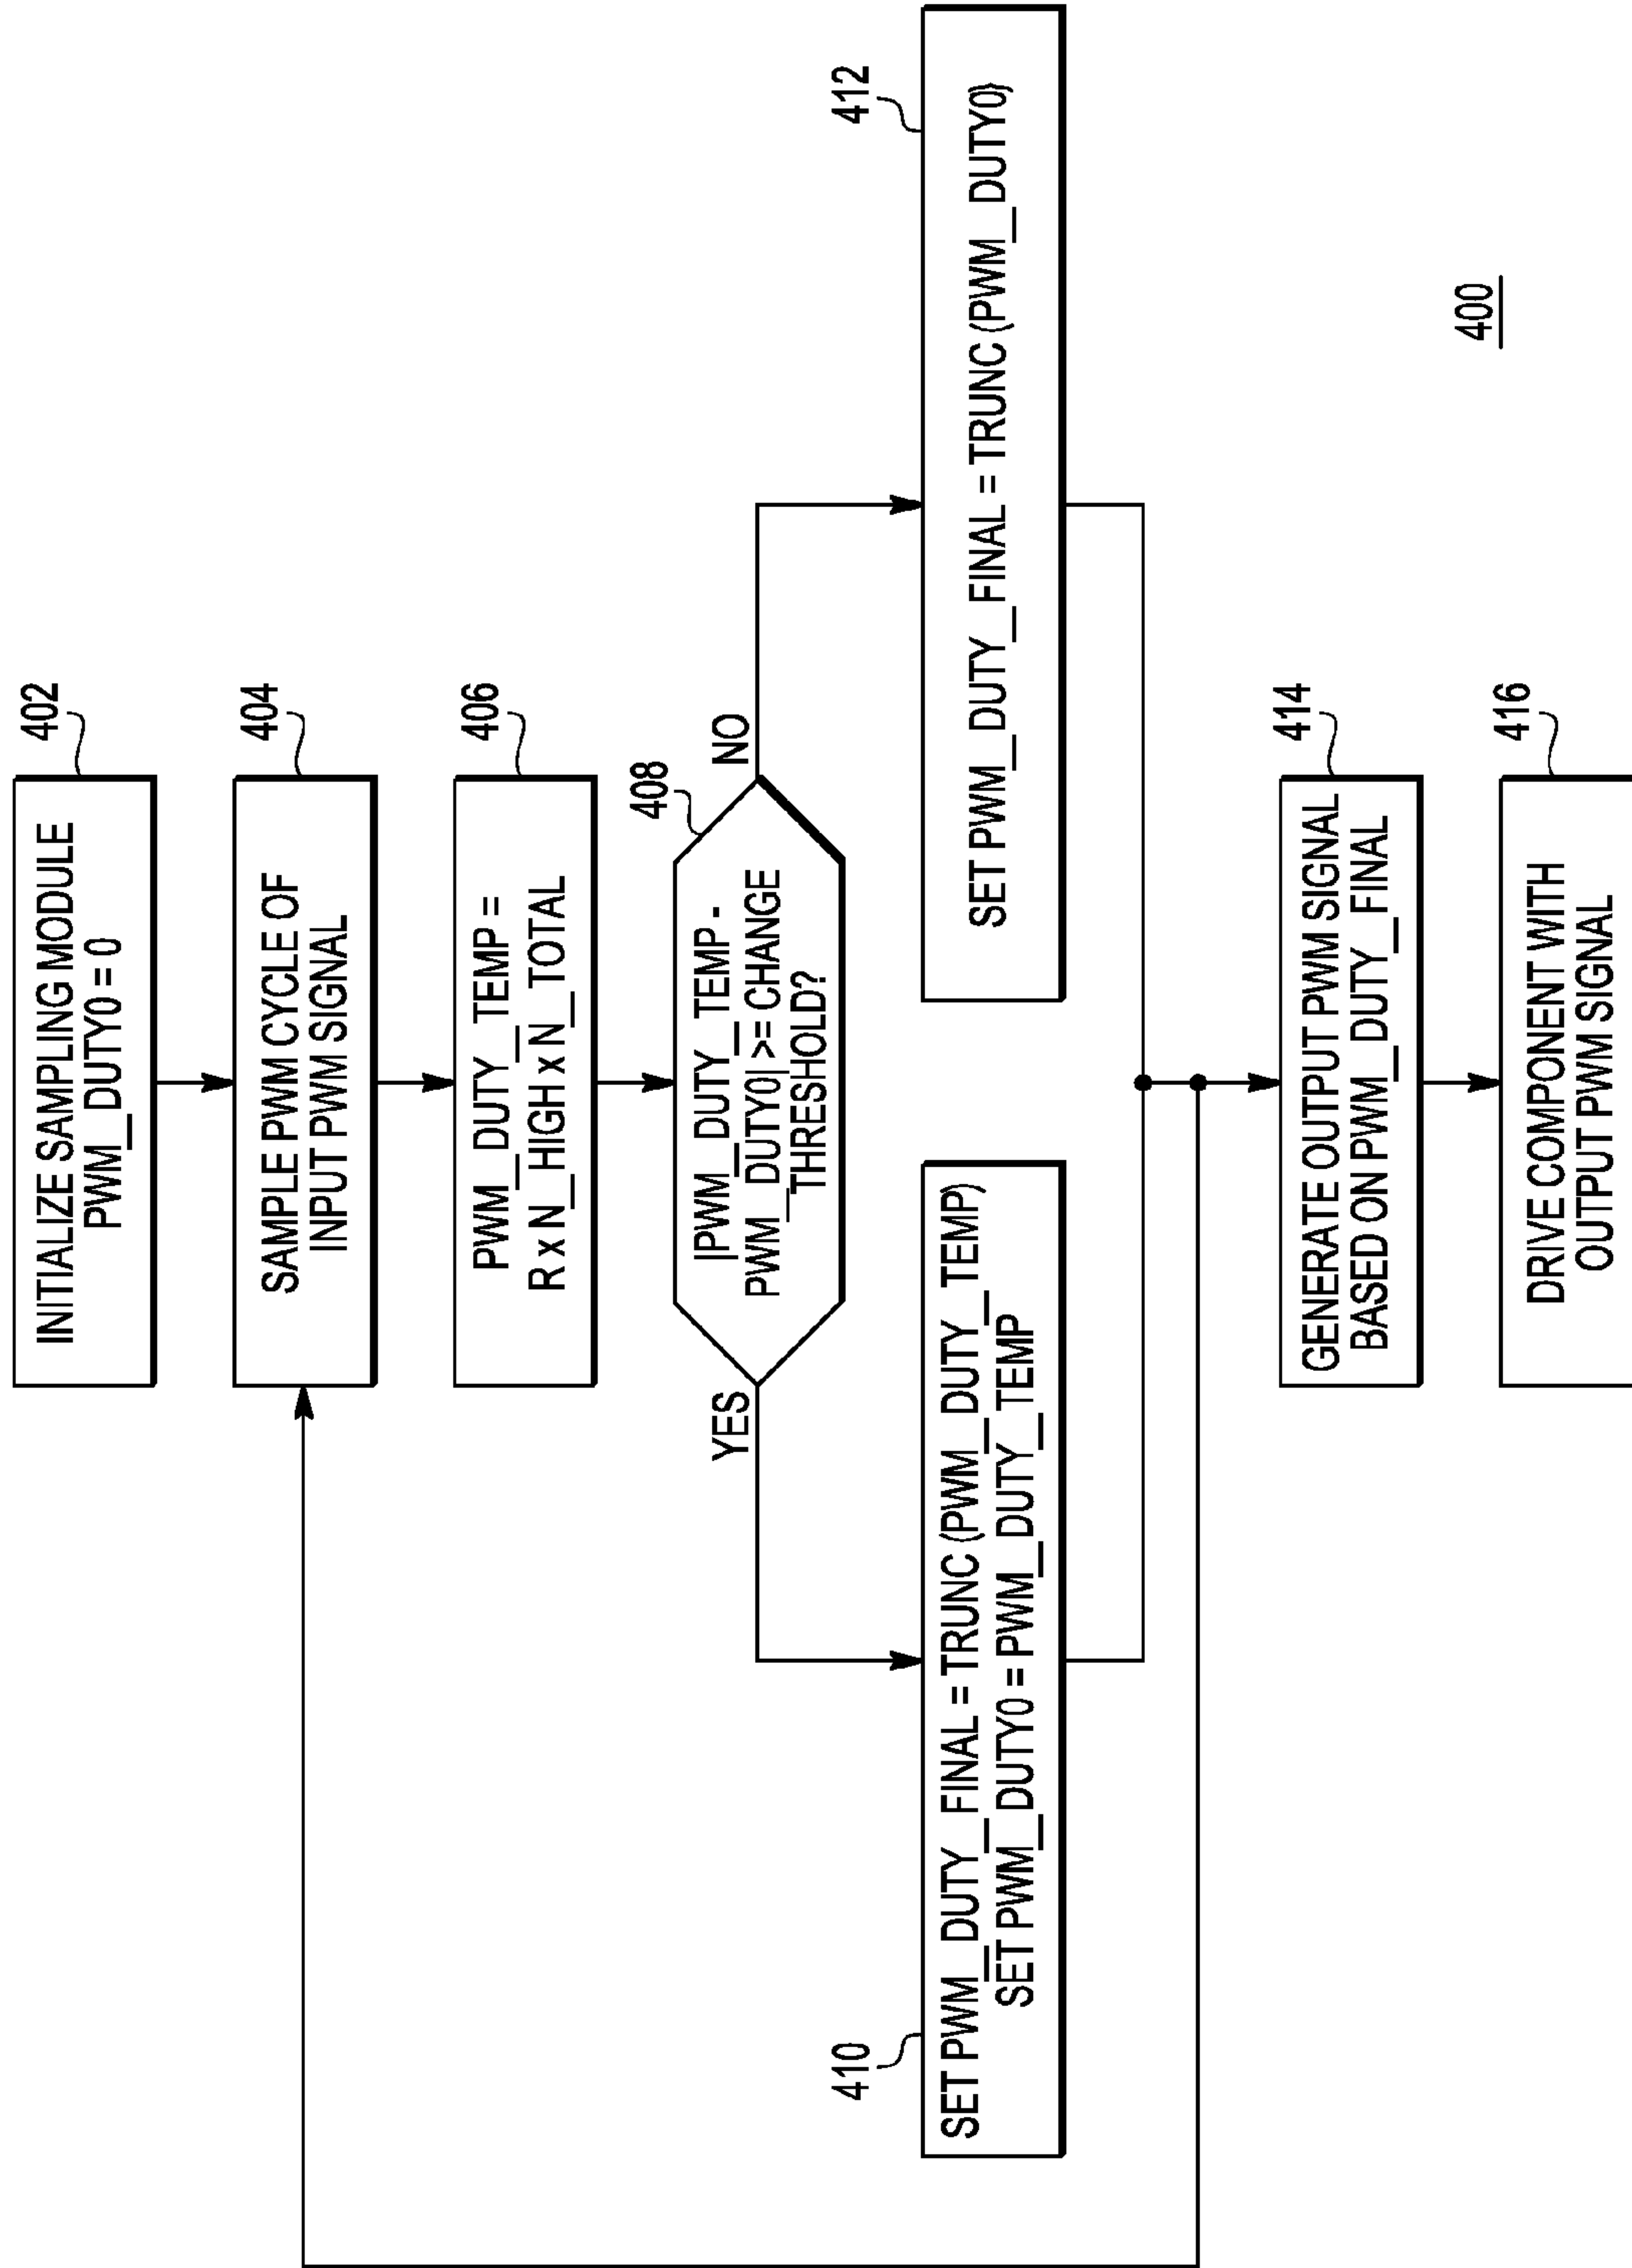 402
INITIALIZE SAMPLING MODULE
PWM_DUTY0 = 0
404
SAMPLE PWM CYCLE OF
INPUT PWM SIGNAL
406
PWM_DUTY_TEMP =
R x N_HIGH x N_TOTAL
408
|PWM_DUTY_TEMP-
PWM_DUTY0| >= CHANGE
_THRESHOLD?
YES
NO
410
SET PWM_DUTY_FINAL = TRUNC (PWM_DUTY_TEMP)
SET PWM_DUTY0 = PWM_DUTY_TEMP
412
SET PWM_DUTY_FINAL = TRUNC (PWM_DUTY0)
414
GENERATE OUTPUT PWM SIGNAL
BASED ON PWM_DUTY_FINAL
416
DRIVE COMPONENT WITH
OUTPUT PWM SIGNAL
400